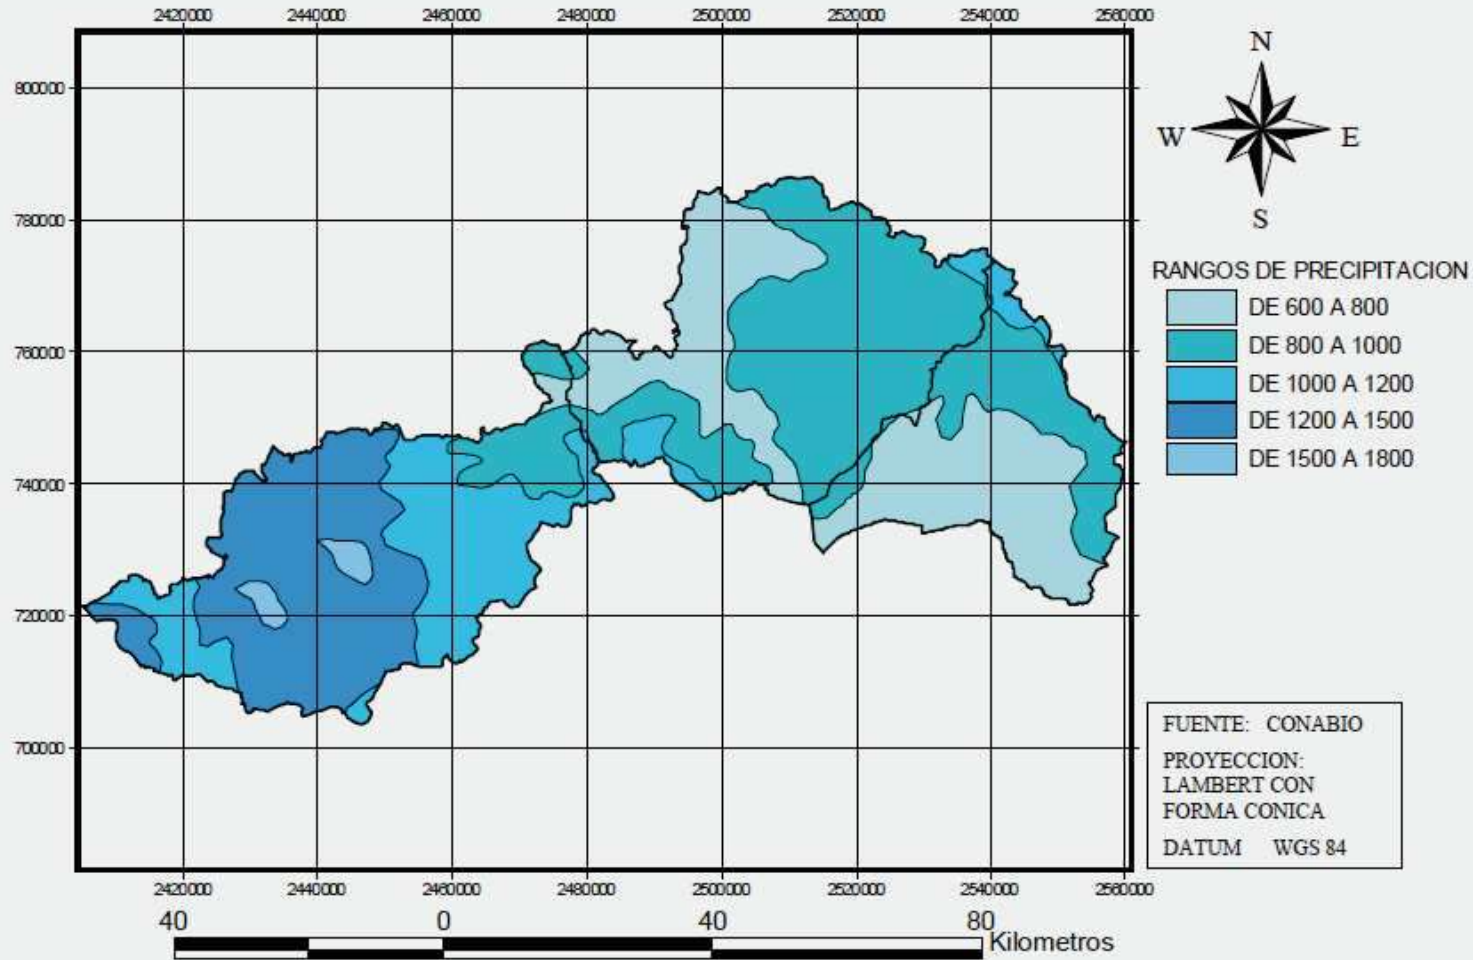 2420000 2440000 2460000 2480000 2500000 2520000 2540000 2560000
800000
780000
760000
740000
720000
700000
2420000 2440000 2460000 2480000 2500000 2520000 2540000 2560000
40 0 40 80
Kilometros
N
W E
S
RANGOS DE PRECIPITACION
DE 600 A 800
DE 800 A 1000
DE 1000 A 1200
DE 1200 A 1500
DE 1500 A 1800
FUENTE: CONABIO
PROYECCION:
LAMBERT CON
FORMA CONICA
DATUM WGS 84